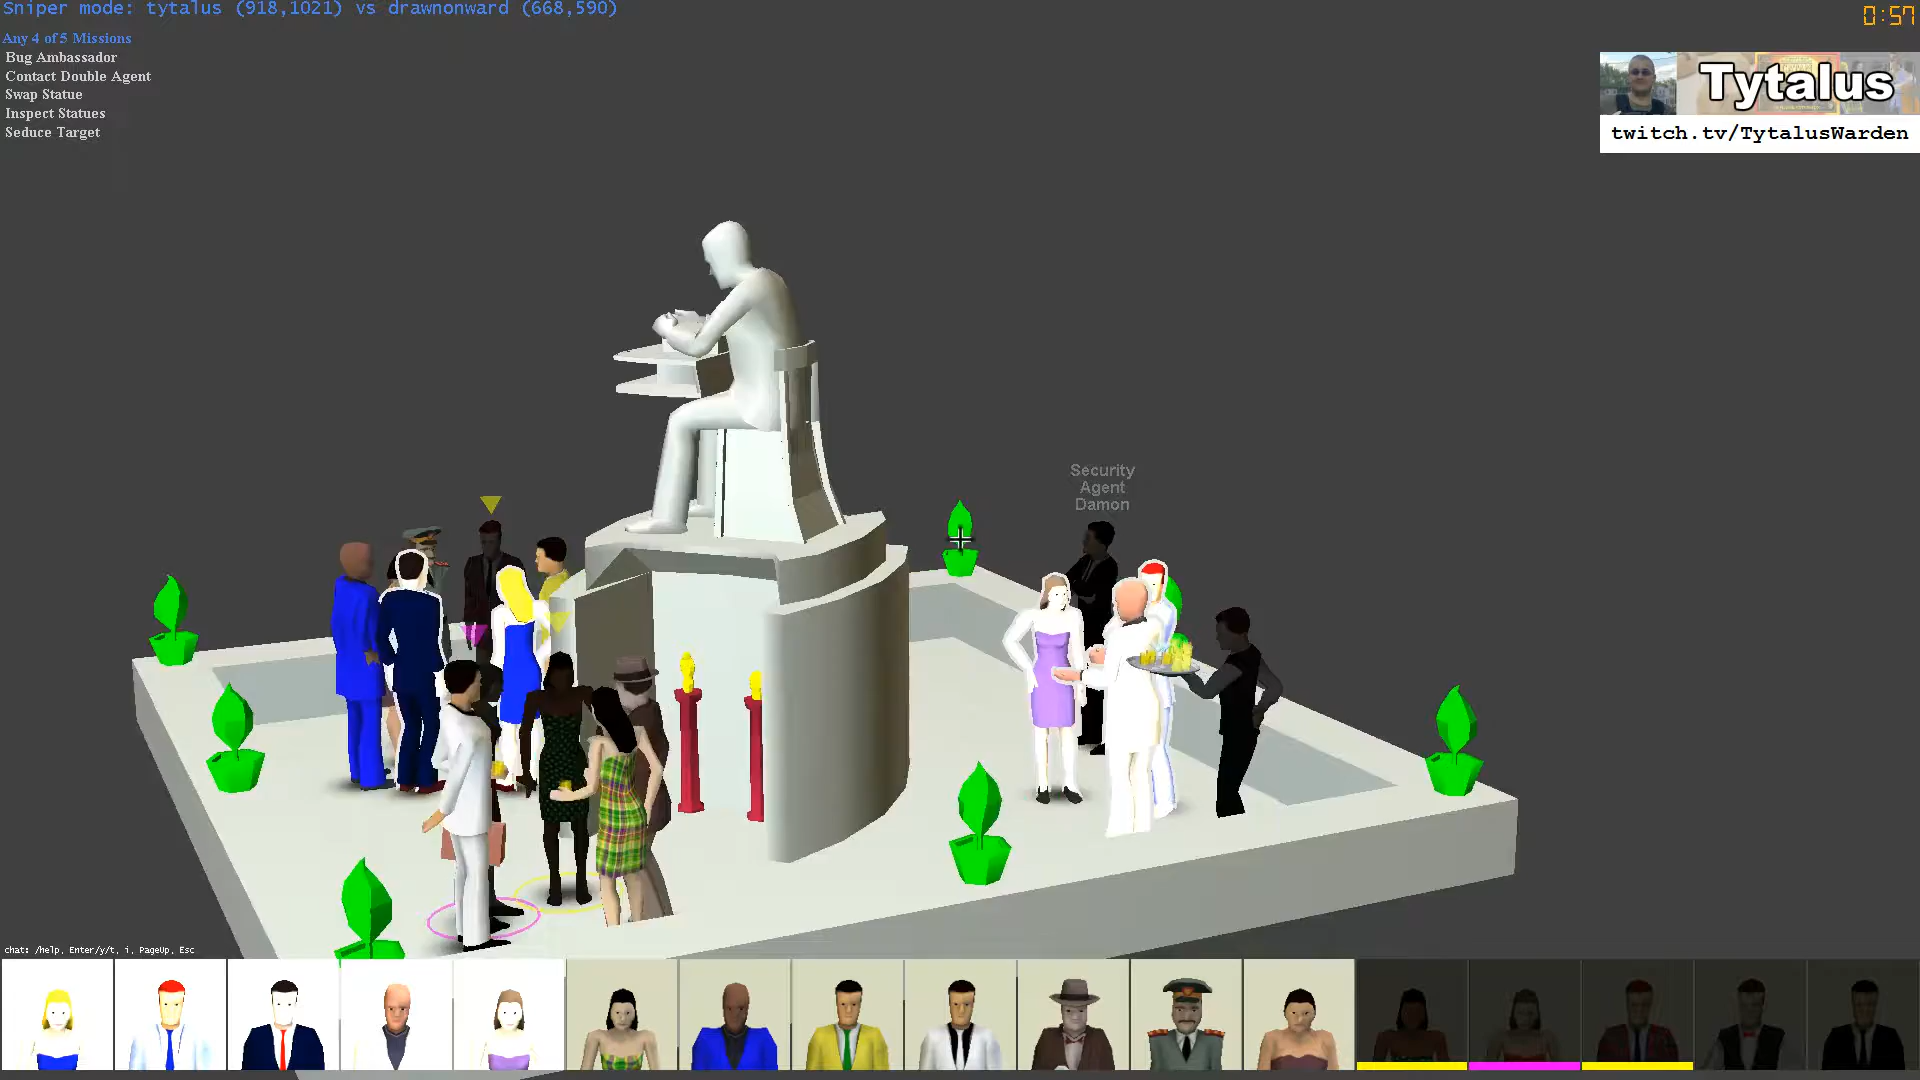 Sniper mode: tytalus (918,1021) vs drawnonward (668,590)
0:57
Any 4 of 5 Missions
Bug Ambassador
Contact Double Agent
Swap Statue
Inspect Statues
Seduce Target
Tytalus
twitch.tv/TytalusWarden
Security
Agent
Damon
chat: /help, Enter/y/t, i, PageUp, Esc